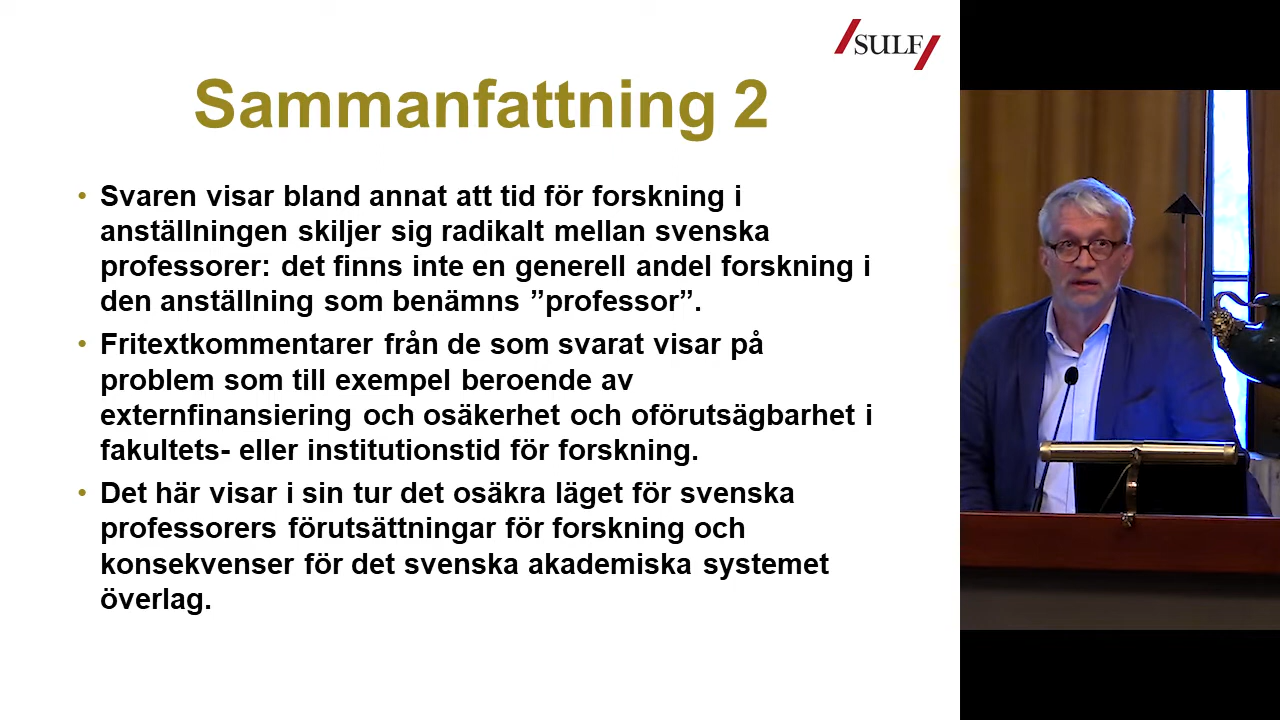 SULF
Sammanfattning 2
• Svaren visar bland annat att tid för forskning i
anställningen skiljer sig radikalt mellan svenska
professorer: det finns inte en generell andel forskning i
den anställning som benämns ”professor”.
• Fritextkommentarer från de som svarat visar på
problem som till exempel beroende av
externfinansiering och osäkerhet och oförutsägbarhet i
fakultets- eller institutionstid för forskning.
• Det här visar i sin tur det osäkra läget för svenska
professorers förutsättningar för forskning och
konsekvenser för det svenska akademiska systemet
överlag.